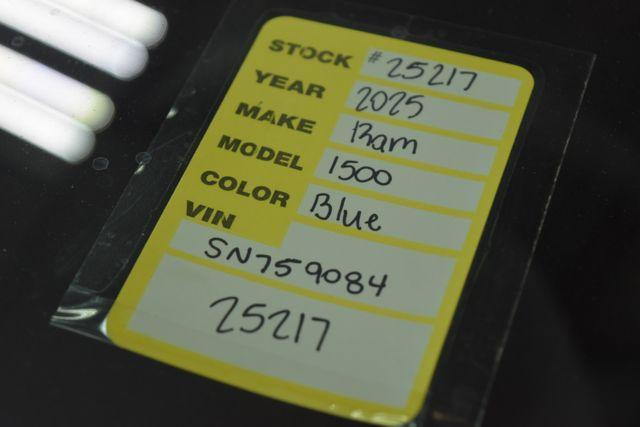 STOCK #25217
YEAR 2025
MAKE Ram
MODEL 1500
COLOR Blue
VIN
SN759084
25217